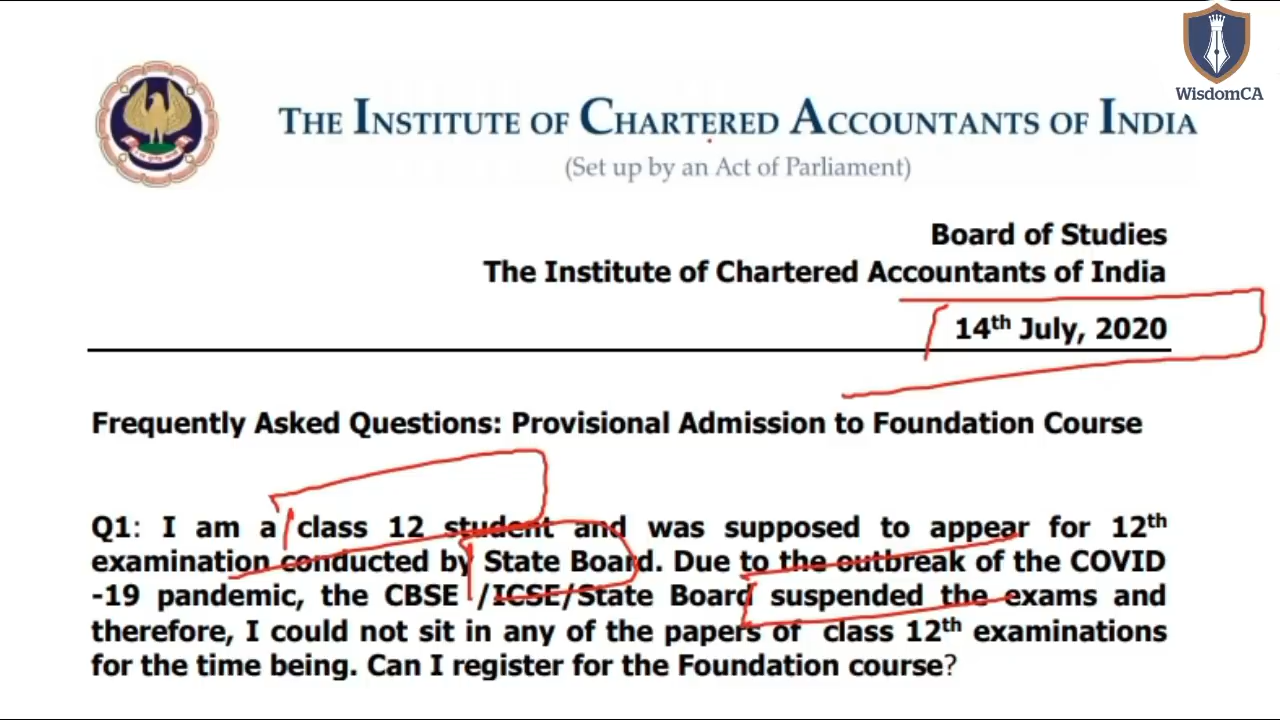 WisdomCA
THE INSTITUTE OF CHARTERED ACCOUNTANTS OF INDIA
(Set up by an Act of Parliament)
Board of Studies
The Institute of Chartered Accountants of India
14th July, 2020
Frequently Asked Questions: Provisional Admission to Foundation Course
Q1: I am a class 12 student and was supposed to appear for 12th
examination conducted by State Board. Due to the outbreak of the COVID
-19 pandemic, the CBSE /ICSE/State Board suspended the exams and
therefore, I could not sit in any of the papers of class 12th examinations
for the time being. Can I register for the Foundation course?